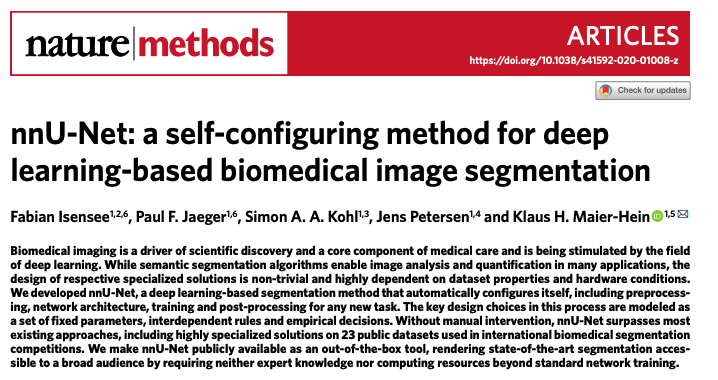 nature methods
ARTICLES
https://doi.org/10.1038/s41592-020-01008-z
Check for updates
nnU-Net: a self-configuring method for deep
learning-based biomedical image segmentation
Fabian Isensee1,2,6, Paul F. Jaeger1,6, Simon A. A. Kohl1,3, Jens Petersen1,4 and Klaus H. Maier-Hein iD 1,5
Biomedical imaging is a driver of scientific discovery and a core component of medical care and is being stimulated by the field
of deep learning. While semantic segmentation algorithms enable image analysis and quantification in many applications, the
design of respective specialized solutions is non-trivial and highly dependent on dataset properties and hardware conditions.
We developed nnU-Net, a deep learning-based segmentation method that automatically configures itself, including preprocess-
ing, network architecture, training and post-processing for any new task. The key design choices in this process are modeled as
a set of fixed parameters, interdependent rules and empirical decisions. Without manual intervention, nnU-Net surpasses most
existing approaches, including highly specialized solutions on 23 public datasets used in international biomedical segmentation
competitions. We make nnU-Net publicly available as an out-of-the-box tool, rendering state-of-the-art segmentation acces-
sible to a broad audience by requiring neither expert knowledge nor computing resources beyond standard network training.